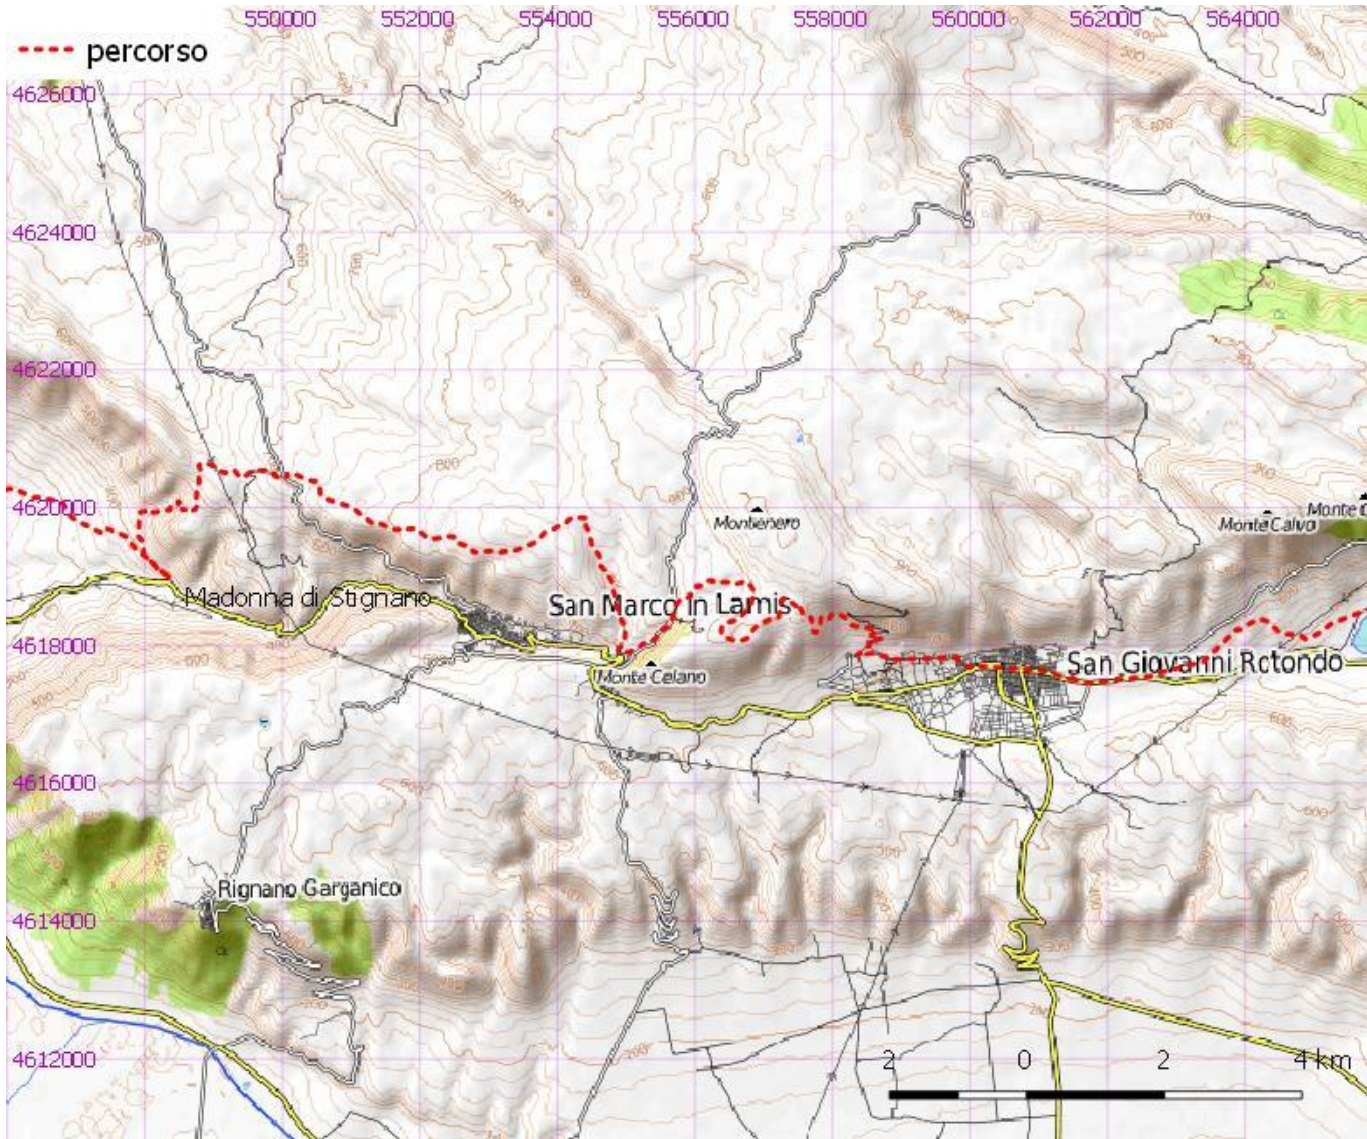 550000 552000 554000 556000 558000 560000 562000 564000
percorso
4626000
4624000
4622000
4620000
Montenero
Monte Calvo
Madonna di Stignano
San Marco in Lamis
4618000
San Giovanni Rotondo
Monte Celano
4616000
Rignano Garganico
4614000
4612000
2 0 2 4 km